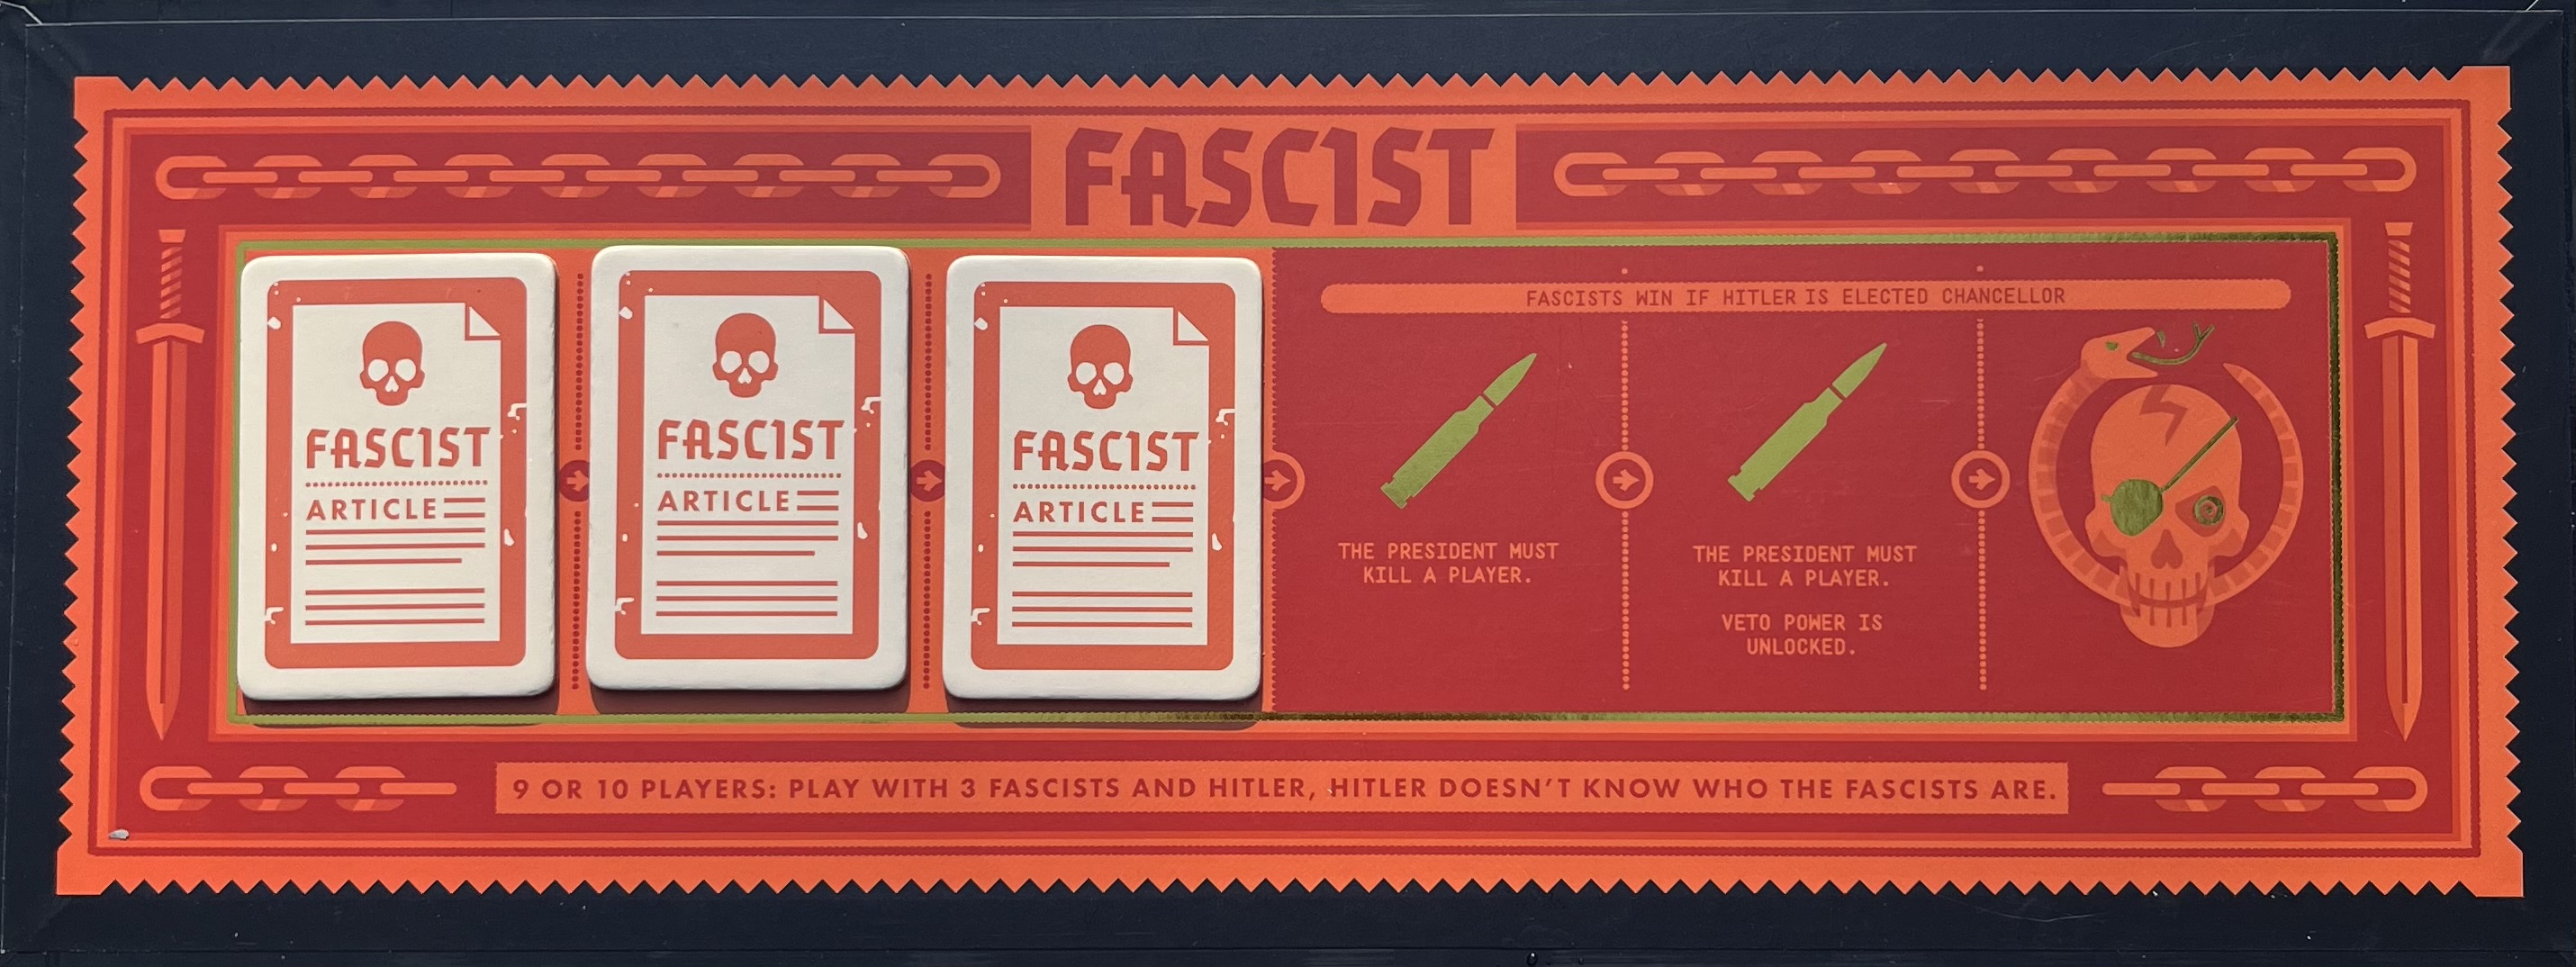 FASCIST
FASCISTS WIN IF HITLER IS ELECTED CHANCELLOR
FASCIST
ARTICLE
FASCIST
ARTICLE
FASCIST
ARTICLE
THE PRESIDENT MUST
KILL A PLAYER.
THE PRESIDENT MUST
KILL A PLAYER.
VETO POWER IS
UNLOCKED.
9 OR 10 PLAYERS: PLAY WITH 3 FASCISTS AND HITLER, HITLER DOESN'T KNOW WHO THE FASCISTS ARE.